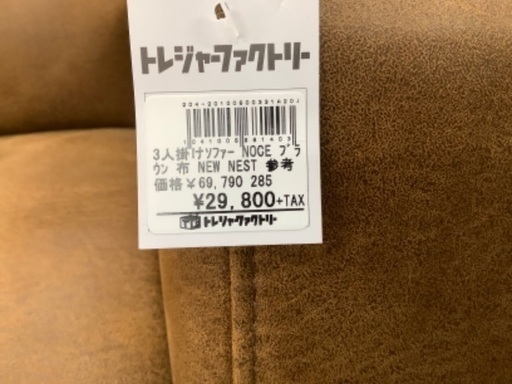 トレジャーファクトリー
3人掛けソファー NOCE ブラ
ウン 布 NEW NEST 参考
価格¥69,790 285
¥29,800+TAX
トレジャーファクトリー